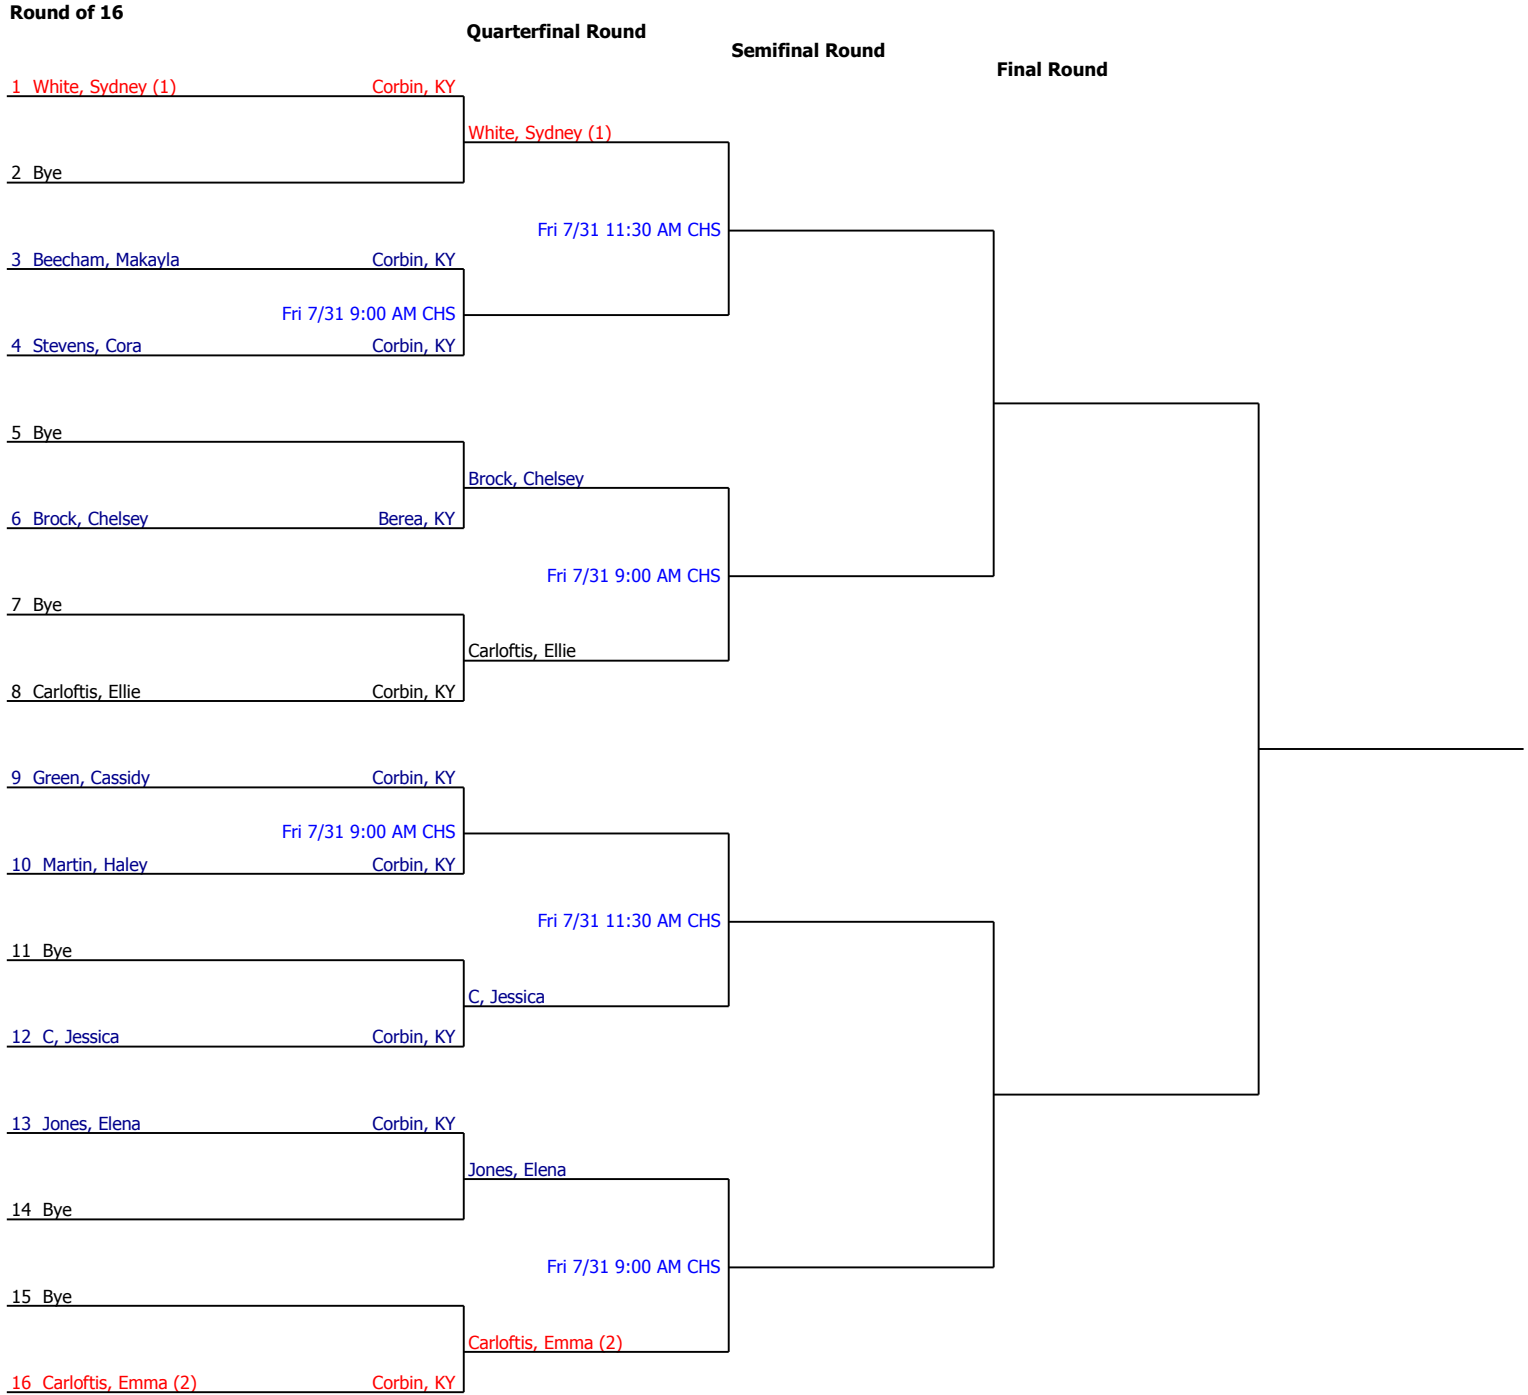 Round of 16
Quarterfinal Round
Semifinal Round
Final Round
1 White, Sydney (1) Corbin, KY
White, Sydney (1)
2 Bye
Fri 7/31 11:30 AM CHS
3 Beecham, Makayla Corbin, KY
Fri 7/31 9:00 AM CHS
4 Stevens, Cora Corbin, KY
5 Bye
Brock, Chelsey
6 Brock, Chelsey Berea, KY
Fri 7/31 9:00 AM CHS
7 Bye
Carloftis, Ellie
8 Carloftis, Ellie Corbin, KY
9 Green, Cassidy Corbin, KY
Fri 7/31 9:00 AM CHS
10 Martin, Haley Corbin, KY
Fri 7/31 11:30 AM CHS
11 Bye
C, Jessica
12 C, Jessica Corbin, KY
13 Jones, Elena Corbin, KY
Jones, Elena
14 Bye
Fri 7/31 9:00 AM CHS
15 Bye
Carloftis, Emma (2)
16 Carloftis, Emma (2) Corbin, KY